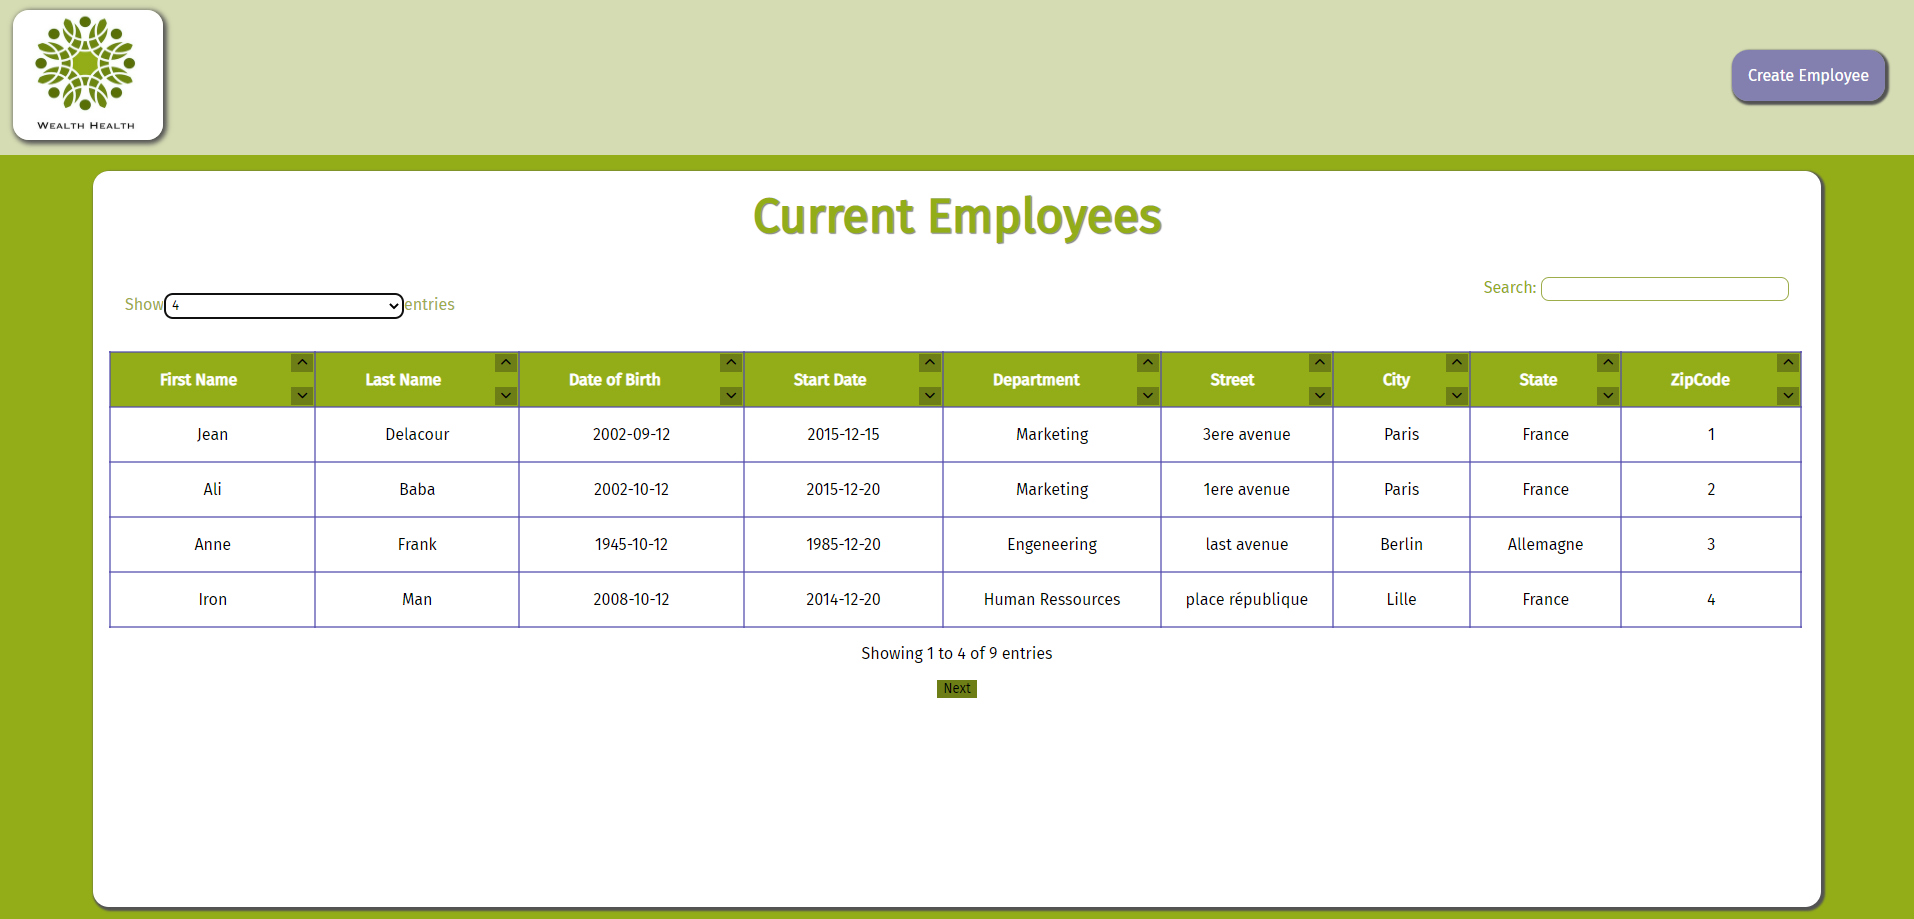 WEALTH HEALTH
Create Employee
Current Employees
Show 4 entries
Search:
First Name Last Name Date of Birth Start Date Department Street City State ZipCode
Jean Delacour 2002-09-12 2015-12-15 Marketing 3ere avenue Paris France 1
Ali Baba 2002-10-12 2015-12-20 Marketing 1ere avenue Paris France 2
Anne Frank 1945-10-12 1985-12-20 Engeneering last avenue Berlin Allemagne 3
Iron Man 2008-10-12 2014-12-20 Human Ressources place république Lille France 4
Showing 1 to 4 of 9 entries
Next